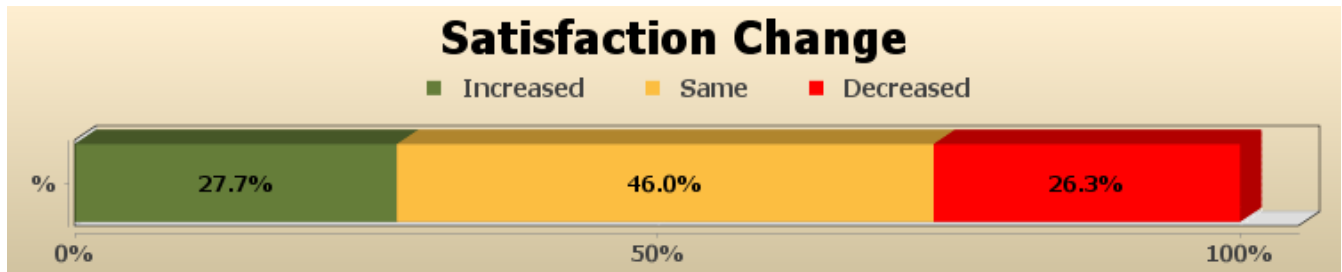 Satisfaction Change
Increased Same Decreased
% 27.7% 46.0% 26.3%
0% 50% 100%